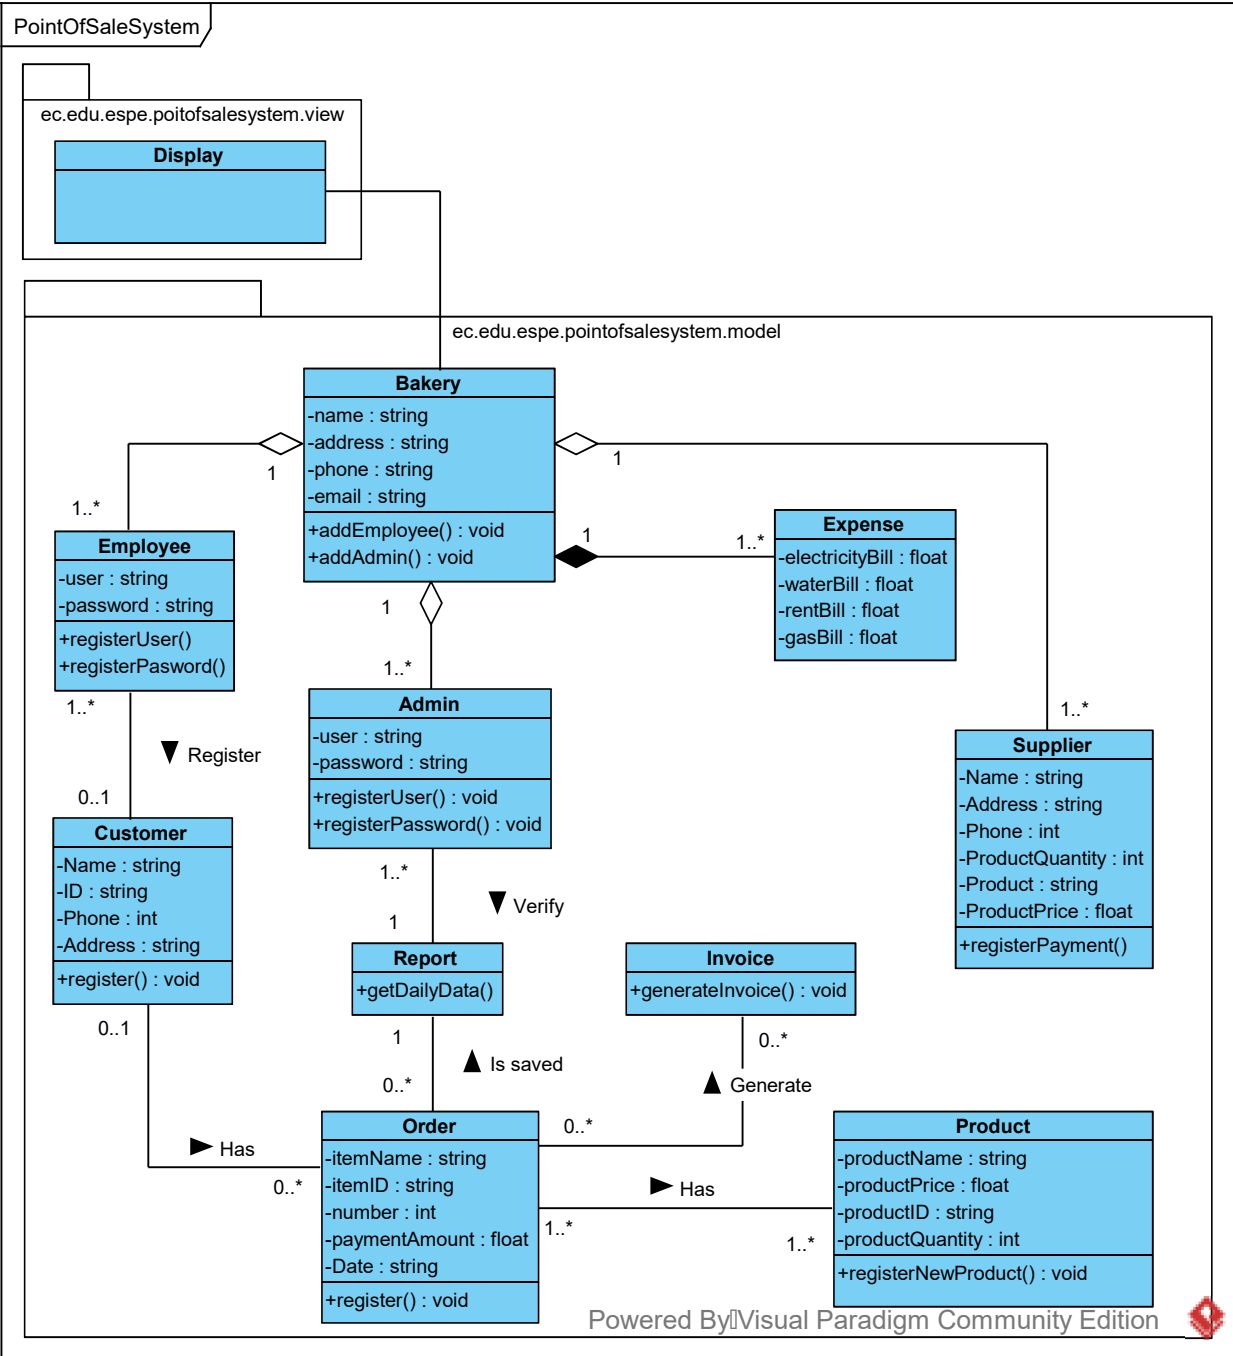 PointOfSaleSystem
ec.edu.espe.poitofsalesystem.view
Display
ec.edu.espe.pointofsalesystem.model
Bakery
-name : string
-address : string
-phone : string
-email : string
+addEmployee() : void
+addAdmin() : void
1
1..*
1
1..*
1
1..*
1
1..*
Employee
-user : string
-password : string
+registerUser()
+registerPasword()
Expense
-electricityBill : float
-waterBill : float
-rentBill : float
-gasBill : float
1..*
Register
0..1
Admin
-user : string
-password : string
+registerUser() : void
+registerPassword() : void
Supplier
-Name : string
-Address : string
-Phone : int
-ProductQuantity : int
-Product : string
-ProductPrice : float
+registerPayment()
Customer
-Name : string
-ID : string
-Phone : int
-Address : string
+register() : void
1..*
Verify
1
Report
+getDailyData()
Invoice
+generateInvoice() : void
0..1
Has
0..*
1
Is saved
0..*
0..*
Generate
0..*
Order
-itemName : string
-itemID : string
-number : int
-paymentAmount : float
-Date : string
+register() : void
Has
1..*
1..*
Product
-productName : string
-productPrice : float
-productID : string
-productQuantity : int
+registerNewProduct() : void
Powered By Visual Paradigm Community Edition